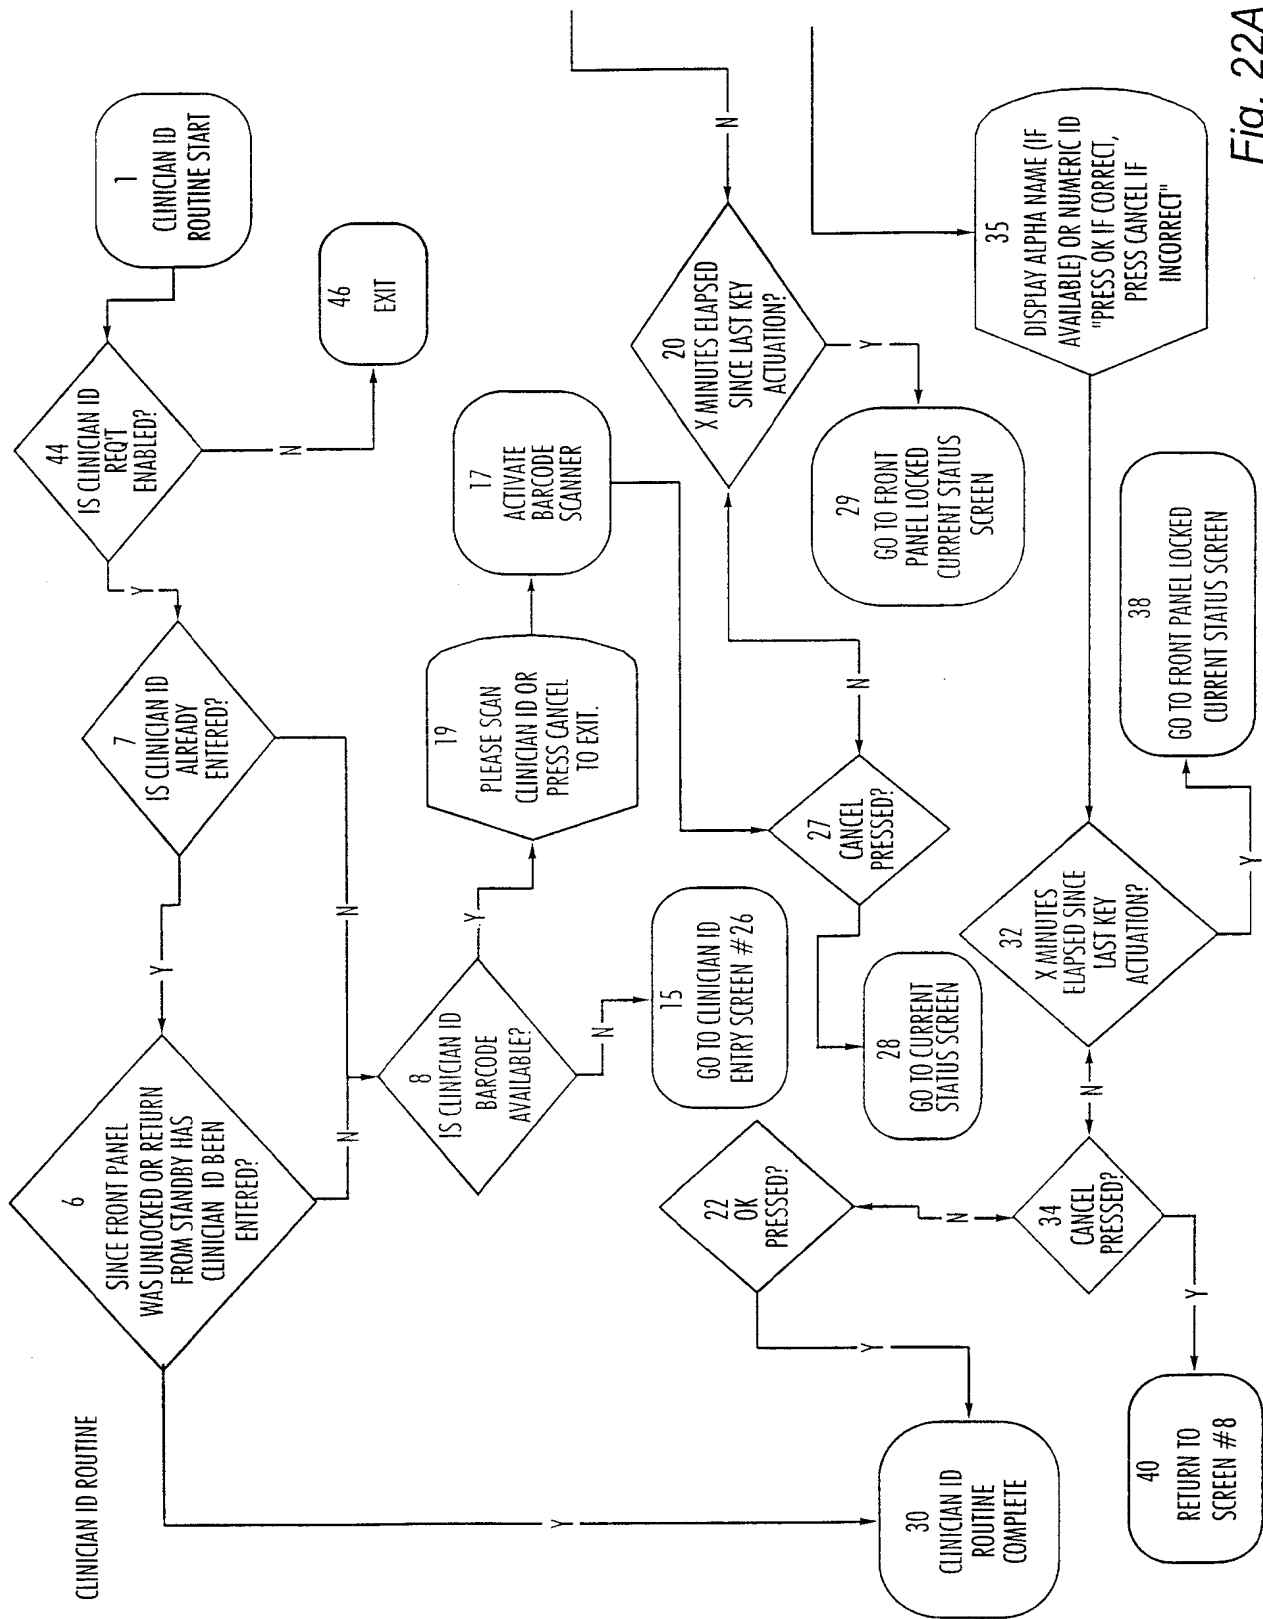 CLINICIAN ID ROUTINE
6
SINCE FRONT PANEL
WAS UNLOCKED OR RETURN
FROM STANDBY HAS
CLINICIAN ID BEEN
ENTERED?
Y
7
IS CLINICIAN ID
ALREADY
ENTERED?
Y
44
IS CLINICIAN ID
REQ'T
ENABLED?
1
CLINICIAN ID
ROUTINE START
N
46
EXIT
N
N
8
IS CLINICIAN ID
BARCODE
AVAILABLE?
Y
19
PLEASE SCAN
CLINICIAN ID OR
PRESS CANCEL
TO EXIT.
17
ACTIVATE
BARCODE
SCANNER
N
15
GO TO CLINICIAN ID
ENTRY SCREEN #26
Y
30
CLINICIAN ID
ROUTINE
COMPLETE
Y
22
OK
PRESSED?
28
GO TO CURRENT
STATUS SCREEN
27
CANCEL
PRESSED?
N
20
X MINUTES ELAPSED
SINCE LAST KEY
ACTUATION?
N
Y
29
GO TO FRONT
PANEL LOCKED
CURRENT STATUS
SCREEN
N
34
CANCEL
PRESSED?
N
32
X MINUTES
ELAPSED SINCE
LAST KEY
ACTUATION?
35
DISPLAY ALPHA NAME (IF
AVAILABLE) OR NUMERIC ID
"PRESS OK IF CORRECT,
PRESS CANCEL IF
INCORRECT"
Y
40
RETURN TO
SCREEN #8
Y
38
GO TO FRONT PANEL LOCKED
CURRENT STATUS SCREEN
Fig. 22A